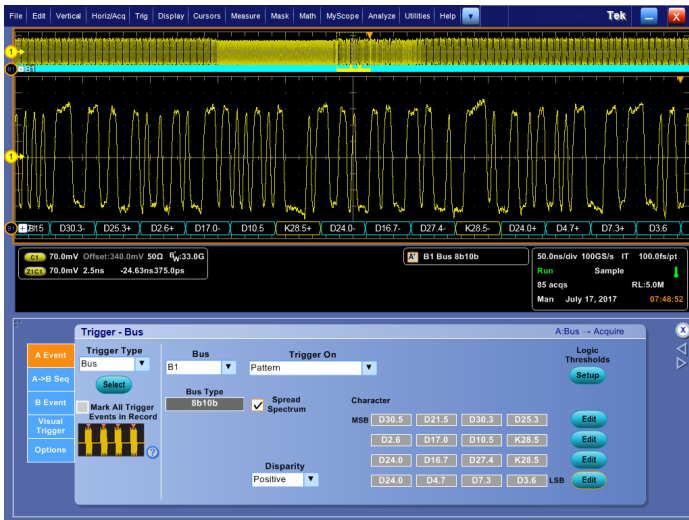 File Edit Vertical Horiz/Acq Trig Display Cursors Measure Mask Math MyScope Analyze Utilities Help Tek X
1
B1 B1
1
B1 D30.3- D25.3+ D2.6+ D17.0- D10.5 K28.5+ D24.0- D16.7- D27.4- K28.5- D24.0+ D4.7+ D7.3+ D3.6
C1 70.0mV Offset:340.0mV 50Ω BW:33.0G
Z1C1 70.0mV 2.5ns -24.63ns 375.0ps
A' B1 Bus 8b10b
50.0ns/div 100GS/s IT 100.0fs/pt
Run Sample
85 acqs RL:5.0M
Man July 17, 2017 07:48:52
Trigger - Bus A:Bus → Acquire X
A Event
A->B Seq
B Event
Visual
Trigger
Options
Trigger Type
Bus
Select
Mark All Trigger
Events in Record
?
Bus
B1
Bus Type
8b10b
Trigger On
Pattern
Spread
Spectrum
Disparity
Positive
Character
MSB D30.5 D21.5 D30.3 D25.3
D2.6 D17.0 D10.5 K28.5
D24.0 D16.7 D27.4 K28.5
D24.0 D4.7 D7.3 D3.6 LSB
Logic
Thresholds
Setup
Edit
Edit
Edit
Edit